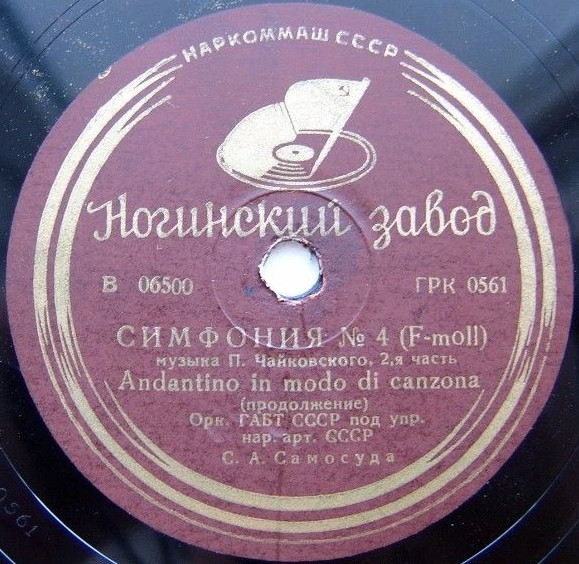 НАРКОММАШ СССР
Ногинский завод
В 06500 ГРК 0561
СИМФОНИЯ № 4 (F-moll)
музыка П. Чайковского, 2.я часть
Andantino in modo di canzona
(продолжение)
Орк. ГАБТ СССР под упр.
нар. арт. СССР
С. А. Самосуда
0561